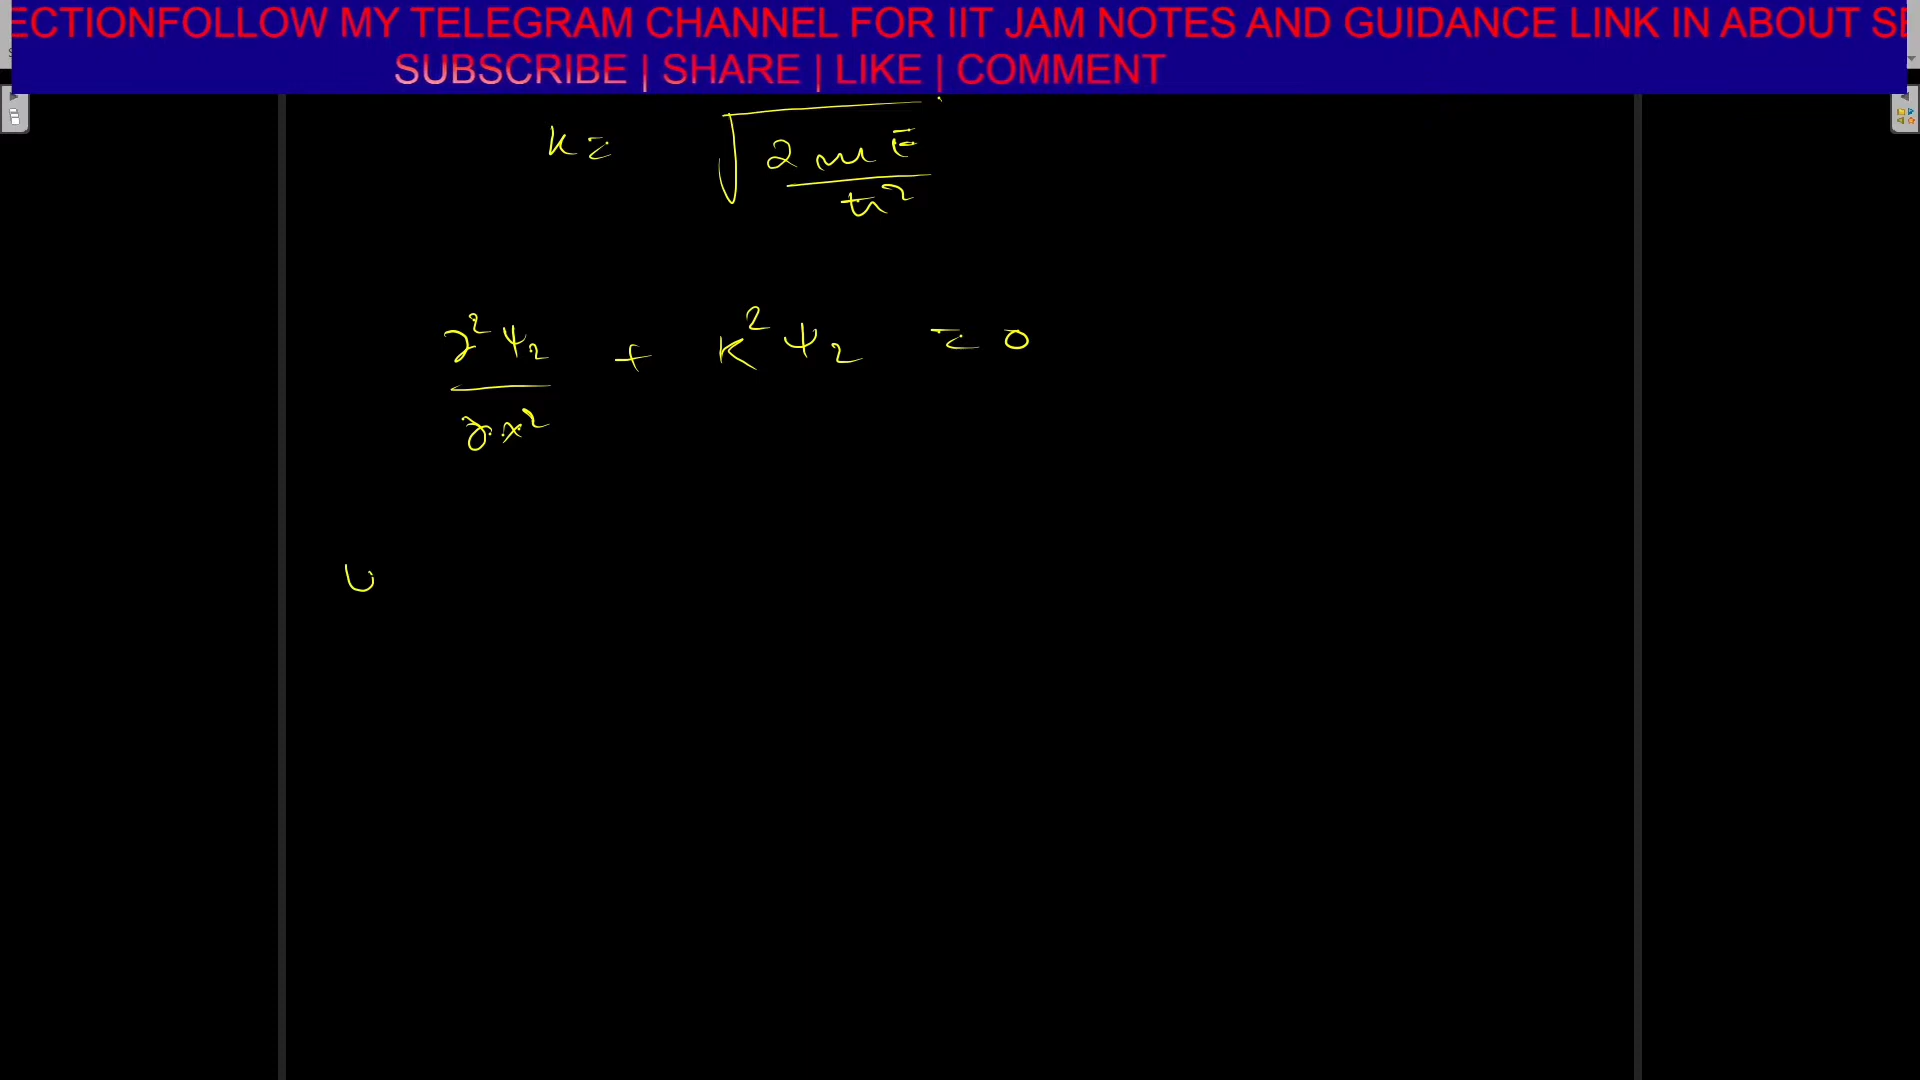 ECTIONFOLLOW MY TELEGRAM CHANNEL FOR IIT JAM NOTES AND GUIDANCE LINK IN ABOUT SE
SUBSCRIBE | SHARE | LIKE | COMMENT
k = √(2mE/ħ²)
∂²ψ₂/∂x² + k²ψ₂ = 0
U